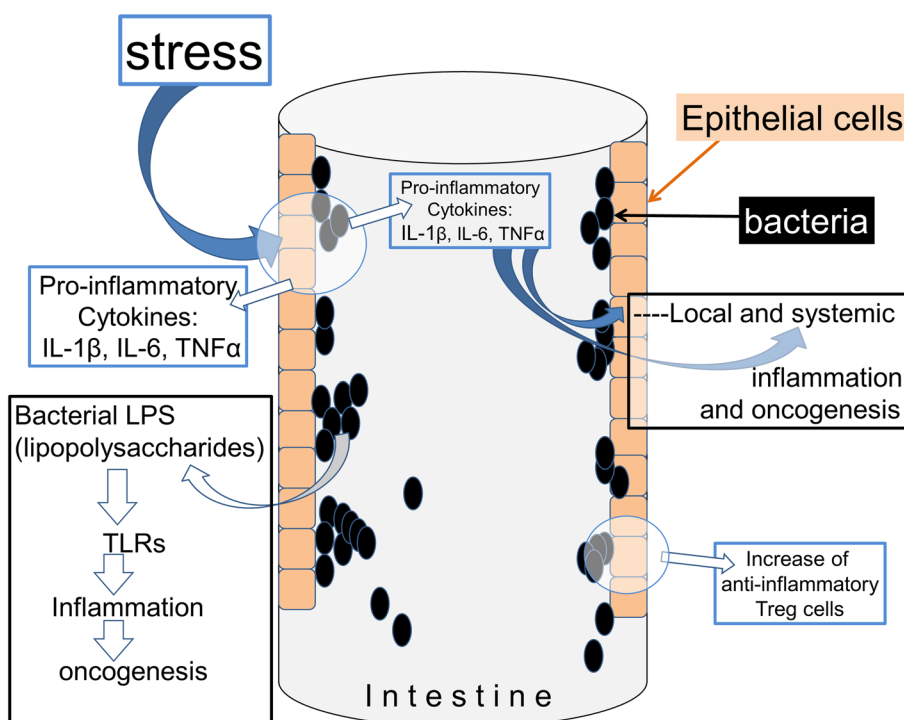 stress
Epithelial cells
Pro-inflammatory
Cytokines:
IL-1β, IL-6, TNFα
bacteria
Pro-inflammatory
Cytokines:
IL-1β, IL-6, TNFα
----Local and systemic
inflammation
and oncogenesis
Bacterial LPS
(lipopolysaccharides)
TLRs
Inflammation
oncogenesis
Increase of
anti-inflammatory
Treg cells
Intestine